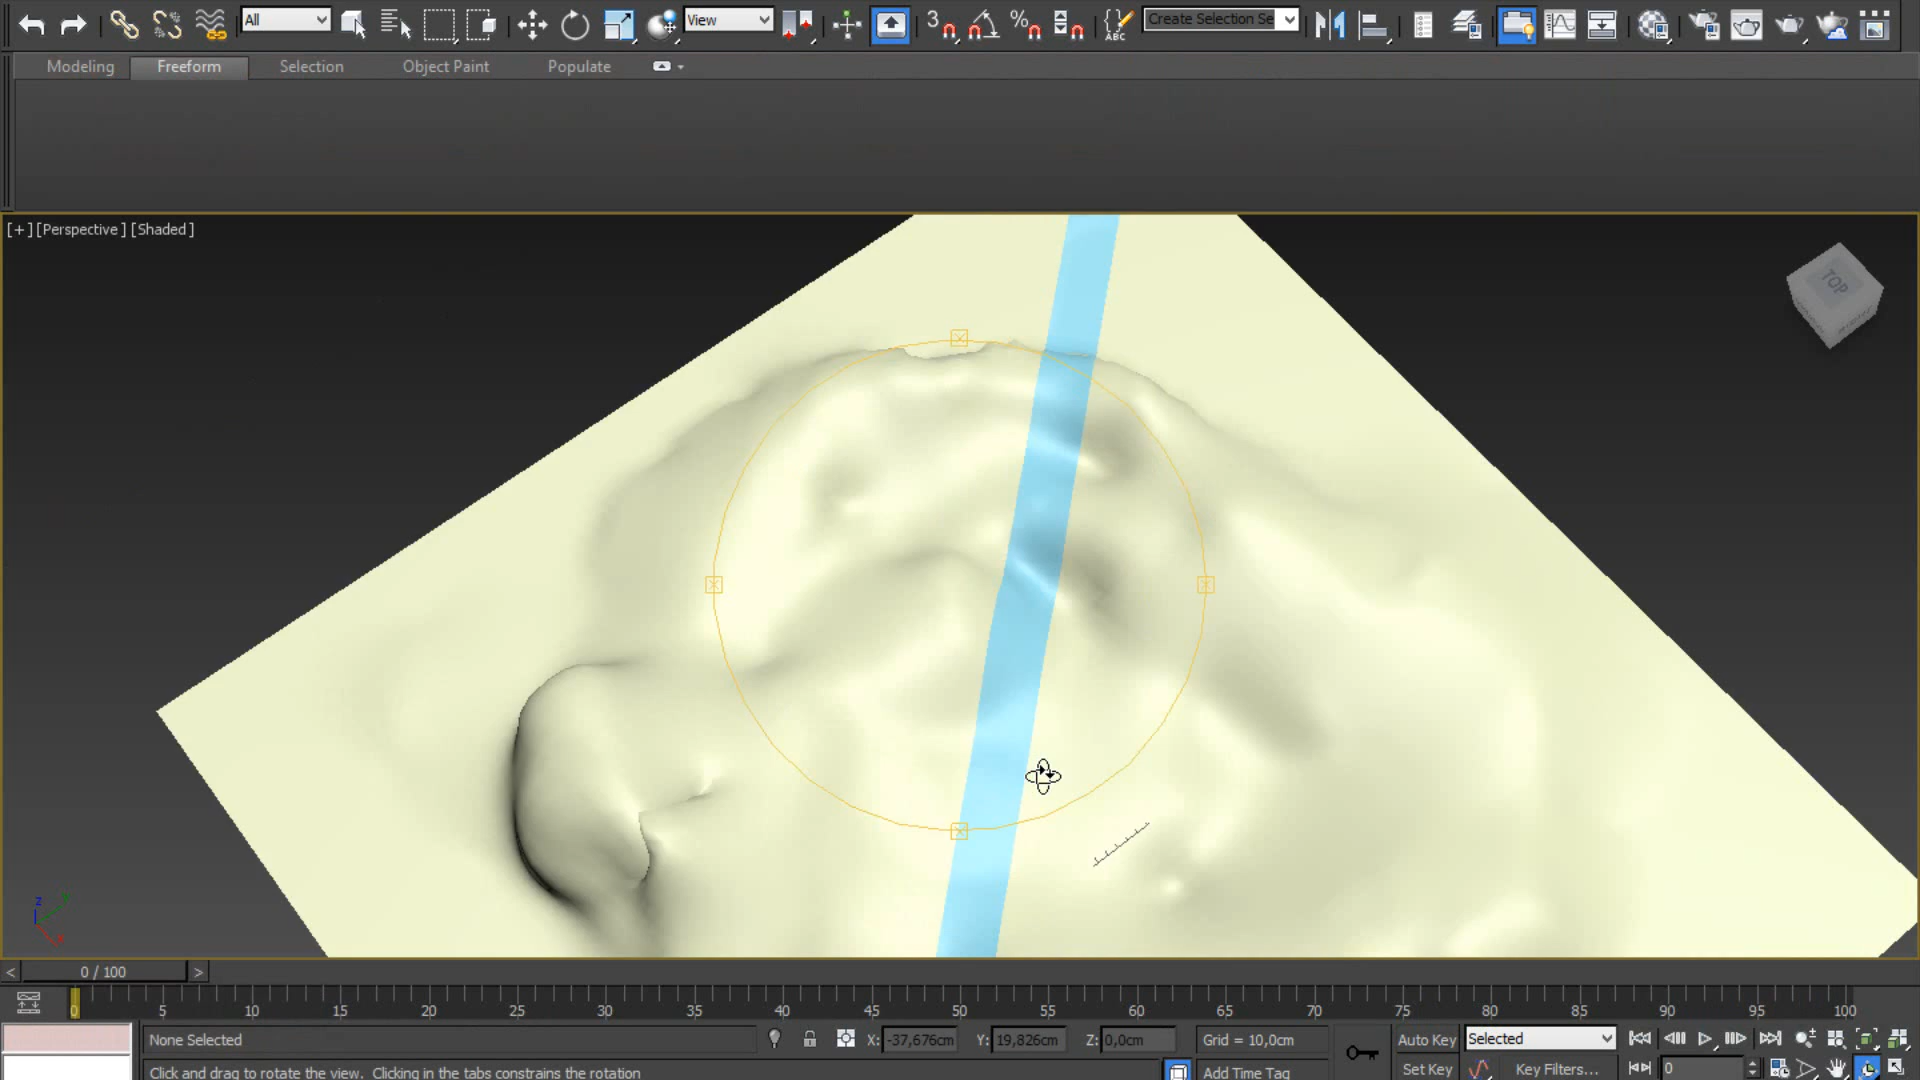 All
View
3
%
ABC
Create Selection Se
Modeling Freeform Selection Object Paint Populate
[+] [Perspective ] [Shaded ]
TOP
z
< 0 / 100 >
0 5 10 15 20 25 30 35 40 45 50 55 60 65 70 75 80 85 90 95 100
None Selected X: -37,676cm Y: 19,826cm Z: 0,0cm Grid = 10,0cm Auto Key Selected
Click and drag to rotate the view. Clicking in the tabs constrains the rotation Add Time Tag Set Key Key Filters... 0